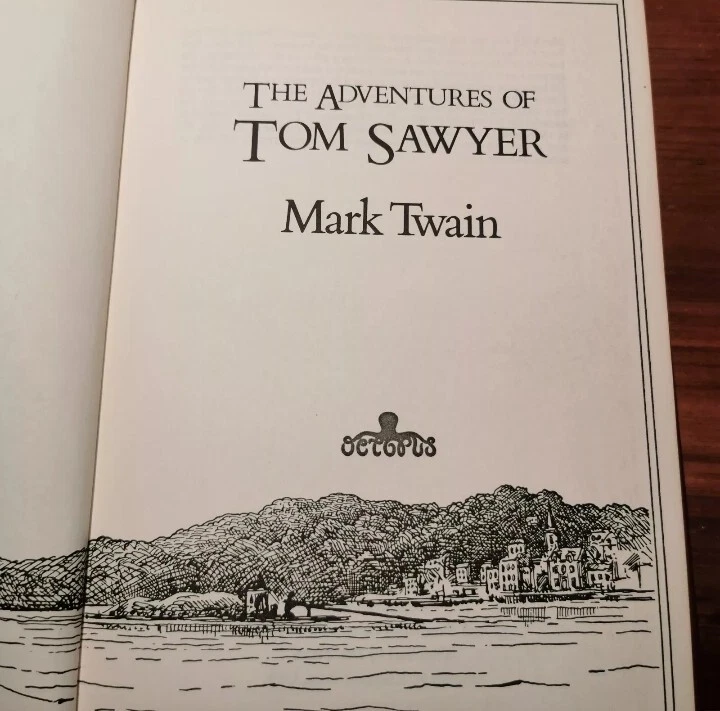 THE ADVENTURES OF
TOM SAWYER
Mark Twain
octopus